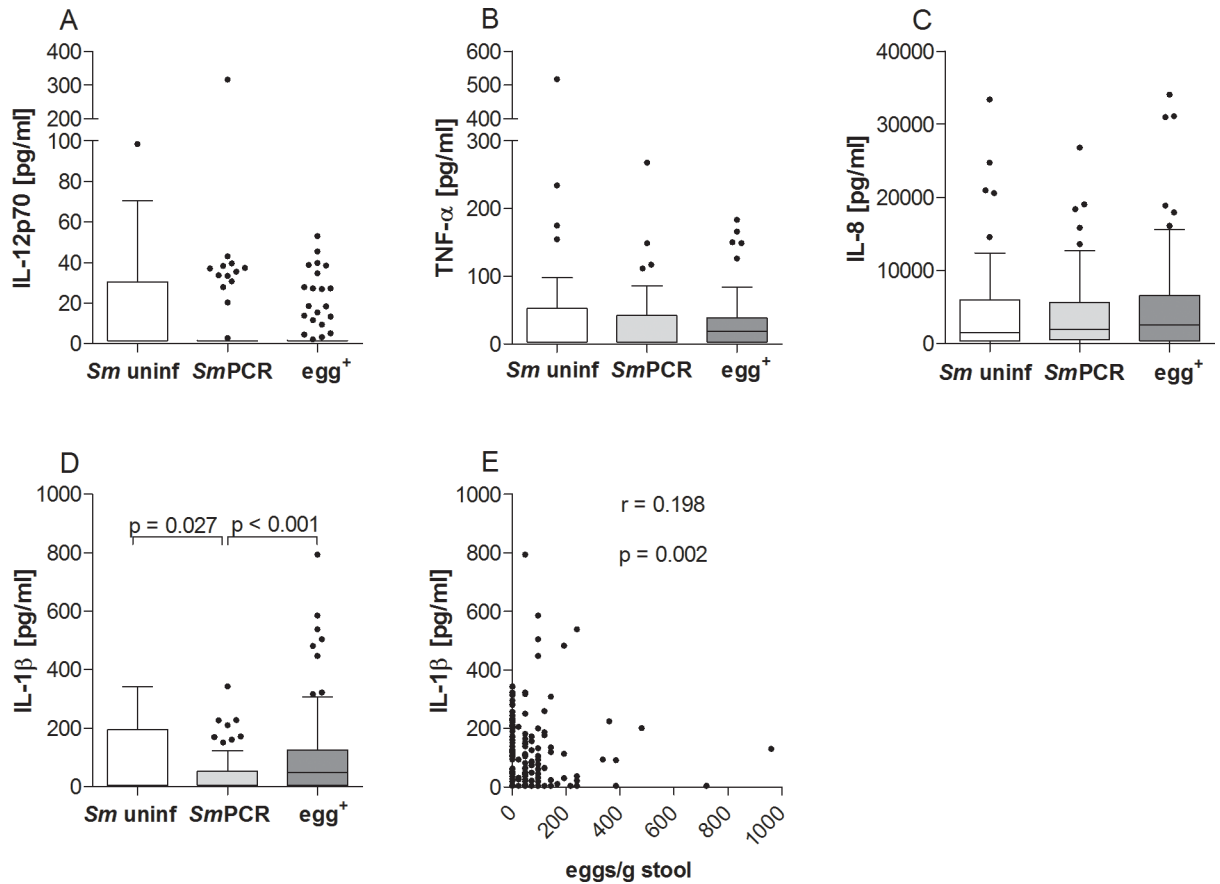 A
IL-12p70 [pg/ml]
400
300
200
100
80
60
40
20
0
Sm uninf SmPCR egg+
B
TNF-α [pg/ml]
600
500
400
300
200
100
0
Sm uninf SmPCR egg+
C
IL-8 [pg/ml]
40000
30000
20000
10000
0
Sm uninf SmPCR egg+
D
IL-1β [pg/ml]
1000
800
600
400
200
0
p = 0.027 p < 0.001
Sm uninf SmPCR egg+
E
IL-1β [pg/ml]
1000
800
600
400
200
0
r = 0.198
p = 0.002
0 200 400 600 800 1000
eggs/g stool